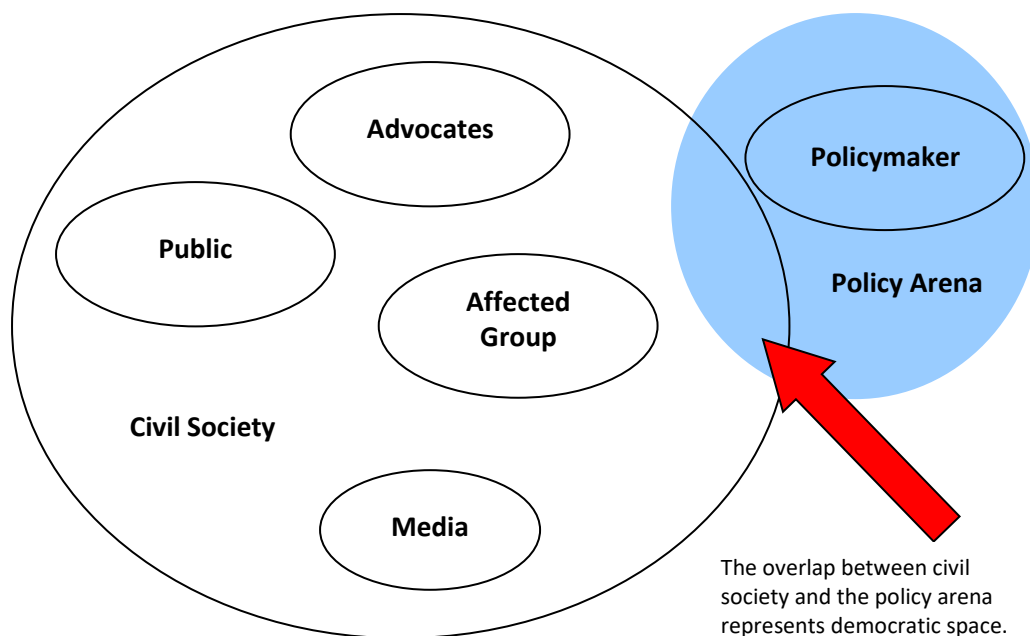 Advocates
Policymaker
Public
Policy Arena
Affected
Group
Civil Society
Media
The overlap between civil
society and the policy arena
represents democratic space.